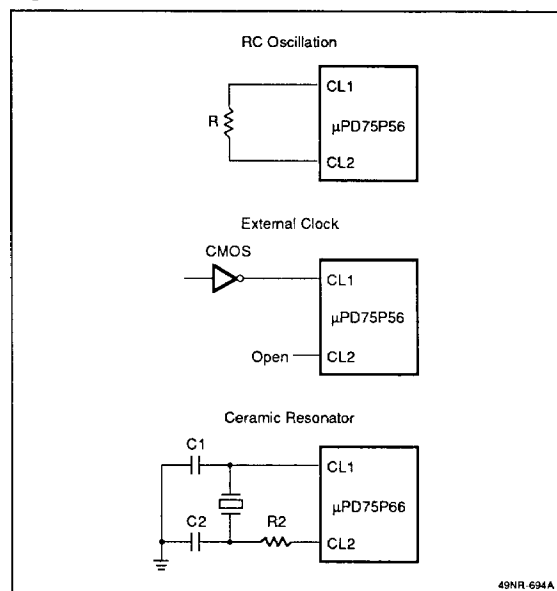 RC Oscillation
CL1
R
µPD75P56
CL2
External Clock
CMOS
CL1
µPD75P56
Open
CL2
Ceramic Resonator
C1
CL1
µPD75P66
C2
R2
CL2
49NR-694A